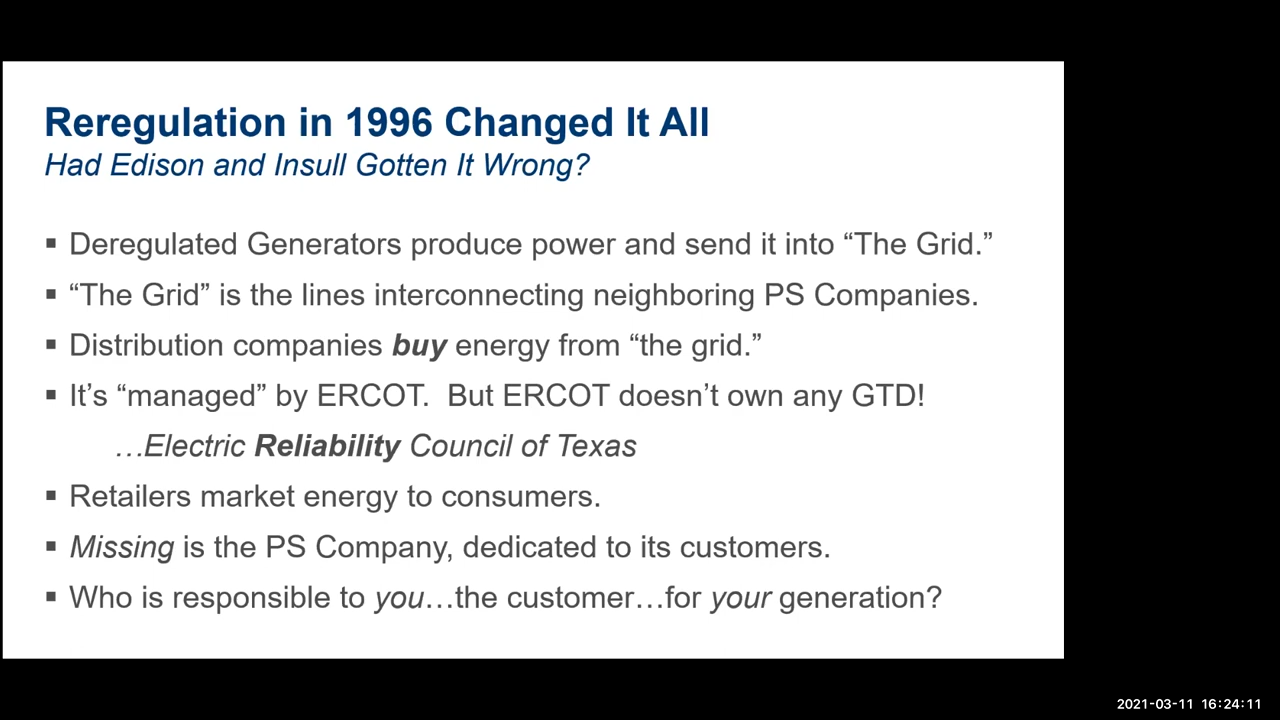 Reregulation in 1996 Changed It All
Had Edison and Insull Gotten It Wrong?
▪ Deregulated Generators produce power and send it into “The Grid.”
▪ “The Grid” is the lines interconnecting neighboring PS Companies.
▪ Distribution companies buy energy from “the grid.”
▪ It’s “managed” by ERCOT.  But ERCOT doesn’t own any GTD!
…Electric Reliability Council of Texas
▪ Retailers market energy to consumers.
▪ Missing is the PS Company, dedicated to its customers.
▪ Who is responsible to you…the customer…for your generation?
2021-03-11 16:24:11